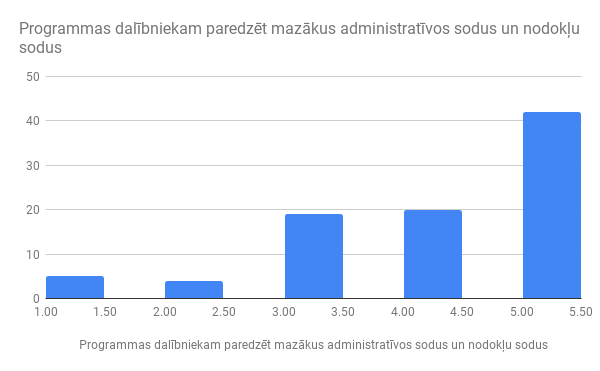 Programmas dalībniekam paredzēt mazākus administratīvos sodus un nodokļu
sodus
50
40
30
20
10
0
1.00 1.50 2.00 2.50 3.00 3.50 4.00 4.50 5.00 5.50
Programmas dalībniekam paredzēt mazākus administratīvos sodus un nodokļu sodus